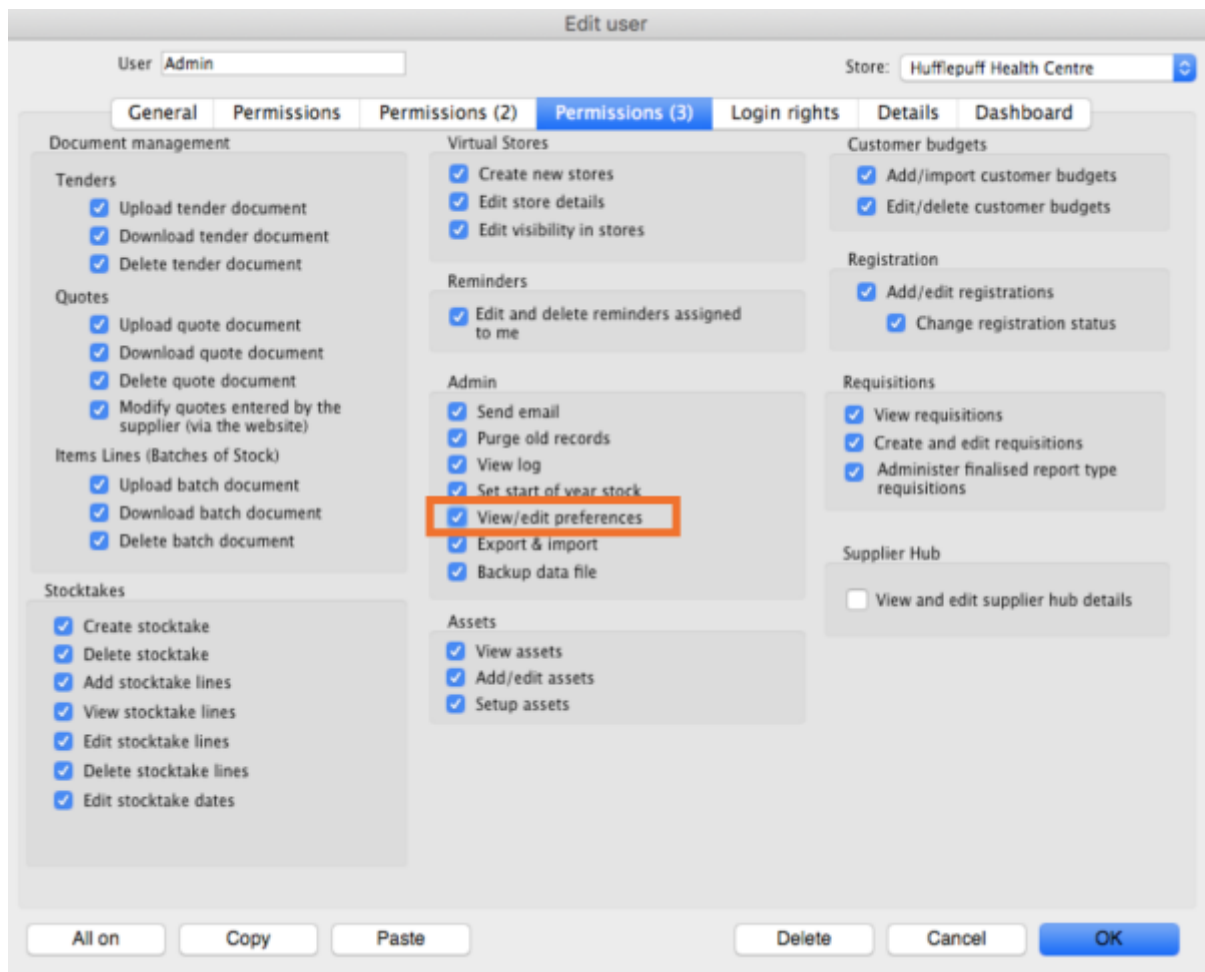 Edit user
User Admin
Store: Hufflepuff Health Centre
General Permissions Permissions (2) Permissions (3) Login rights Details Dashboard
Document management
Tenders
Upload tender document
Download tender document
Delete tender document
Quotes
Upload quote document
Download quote document
Delete quote document
Modify quotes entered by the
supplier (via the website)
Items Lines (Batches of Stock)
Upload batch document
Download batch document
Delete batch document
Stocktakes
Create stocktake
Delete stocktake
Add stocktake lines
View stocktake lines
Edit stocktake lines
Delete stocktake lines
Edit stocktake dates
Virtual Stores
Create new stores
Edit store details
Edit visibility in stores
Reminders
Edit and delete reminders assigned
to me
Admin
Send email
Purge old records
View log
Set start of year stock
View/edit preferences
Export & import
Backup data file
Assets
View assets
Add/edit assets
Setup assets
Customer budgets
Add/import customer budgets
Edit/delete customer budgets
Registration
Add/edit registrations
Change registration status
Requisitions
View requisitions
Create and edit requisitions
Administer finalised report type
requisitions
Supplier Hub
View and edit supplier hub details
All on Copy Paste Delete Cancel OK